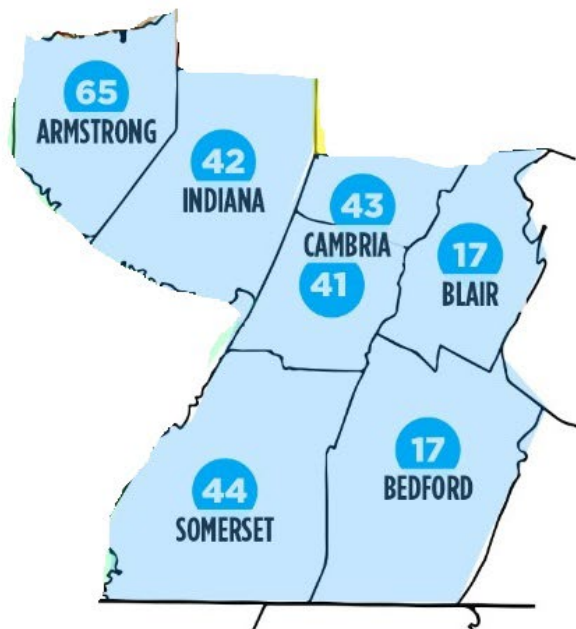 65
ARMSTRONG
42
INDIANA
43
CAMBRIA
41
17
BLAIR
17
BEDFORD
44
SOMERSET